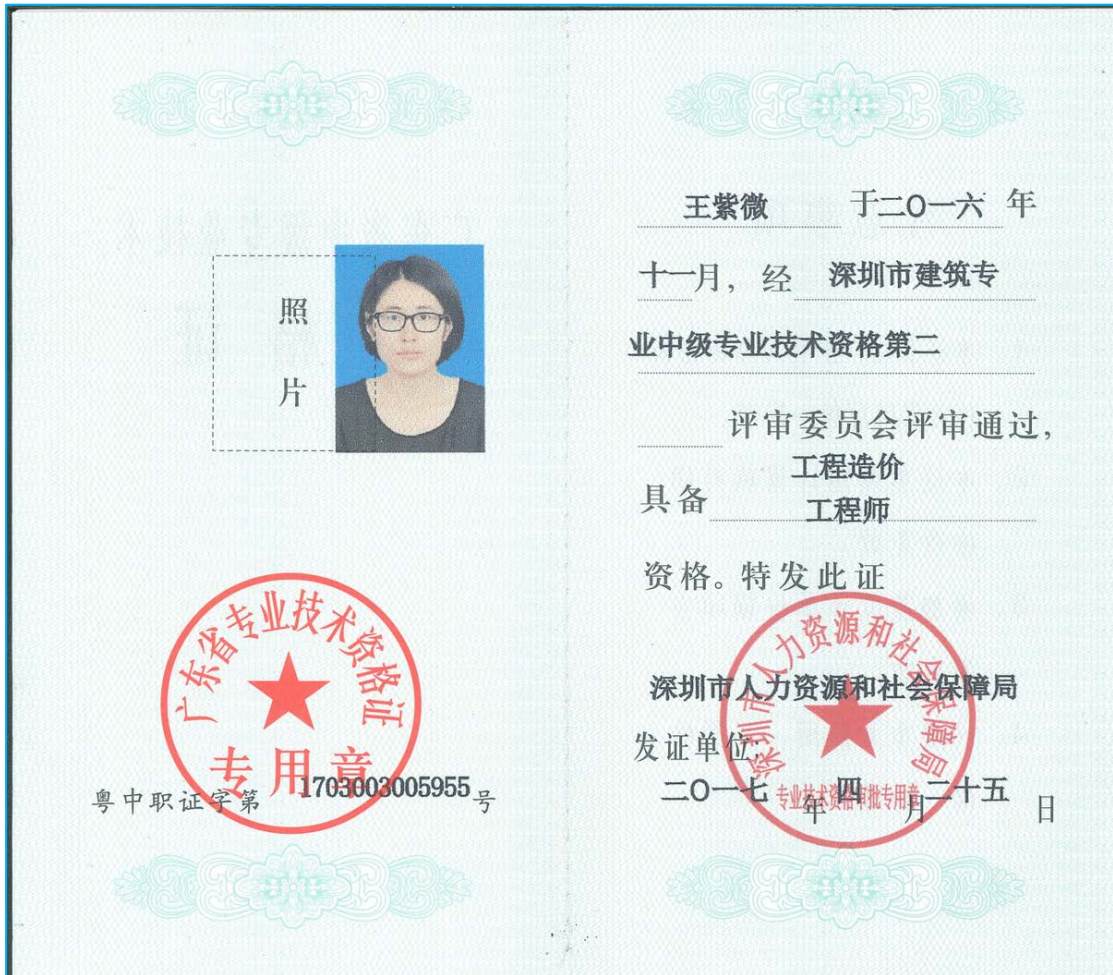 照
片
广东省专业技术资格证
专用章
粤中职证字第 1703003005955 号
王紫微 于二〇一六 年
十一月，经 深圳市建筑专
业中级专业技术资格第二
评审委员会评审通过，
工程造价
具备 工程师
资格。特发此证
深圳市人力资源和社会保障局
深圳市人力资源和社会保障局
发证单位：
专业技术资格审批专用章
二〇一七 年 四 月 二十五 日